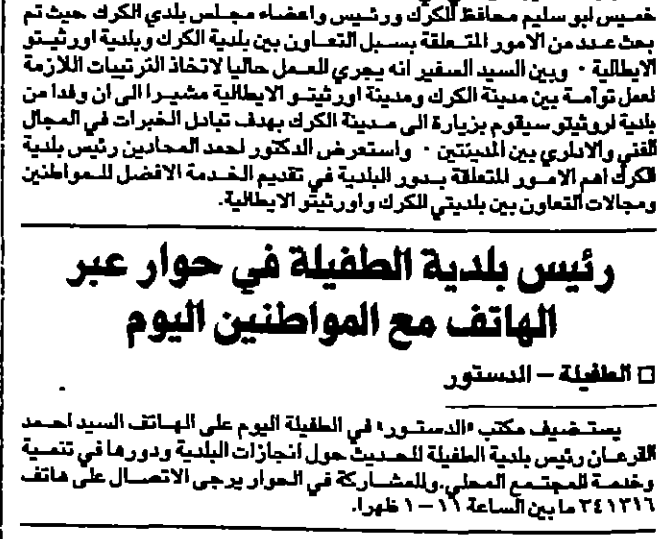 خميس ابو سليم محافظ الكرك ورئيس واعضاء مجلس بلدي الكرك حيث تم
بحث عدد من الامور المتعلقة بسبل التعاون بين بلدية الكرك وبلدية اورثيتو
الايطالية ٠ وبين السيد السفير انه يجري العمل حاليا لاتخاذ الترتيبات اللازمة
لعمل توأمة بين مدينة الكرك ومدينة اورثيتو الايطالية مشيرا الى ان وفدا من
بلدية اروثيتو سيقوم بزيارة الى مدينة الكرك بهدف تبادل الخبرات في المجال
الفني والاداري بين المدينتين ٠ واستعرض الدكتور احمد المحادين رئيس بلدية
الكرك اهم الامور المتعلقة بدور البلدية في تقديم الخدمة الافضل للمواطنين
ومجالات التعاون بين بلديتي الكرك واورثيتو الايطالية.
رئيس بلدية الطفيلة في حوار عبر
الهاتف مع المواطنين اليوم
□ الطفيلة – الدستور
يستضيف مكتب «الدستور» في الطفيلة اليوم على الهاتف السيد احمد
القرعان رئيس بلدية الطفيلة للحديث حول انجازات البلدية ودورها في تنمية
وخدمة المجتمع المحلي.وللمشاركة في الحوار يرجى الاتصال على هاتف
٢٤١٣١٦ ما بين الساعة ١١ – ١ ظهرا.